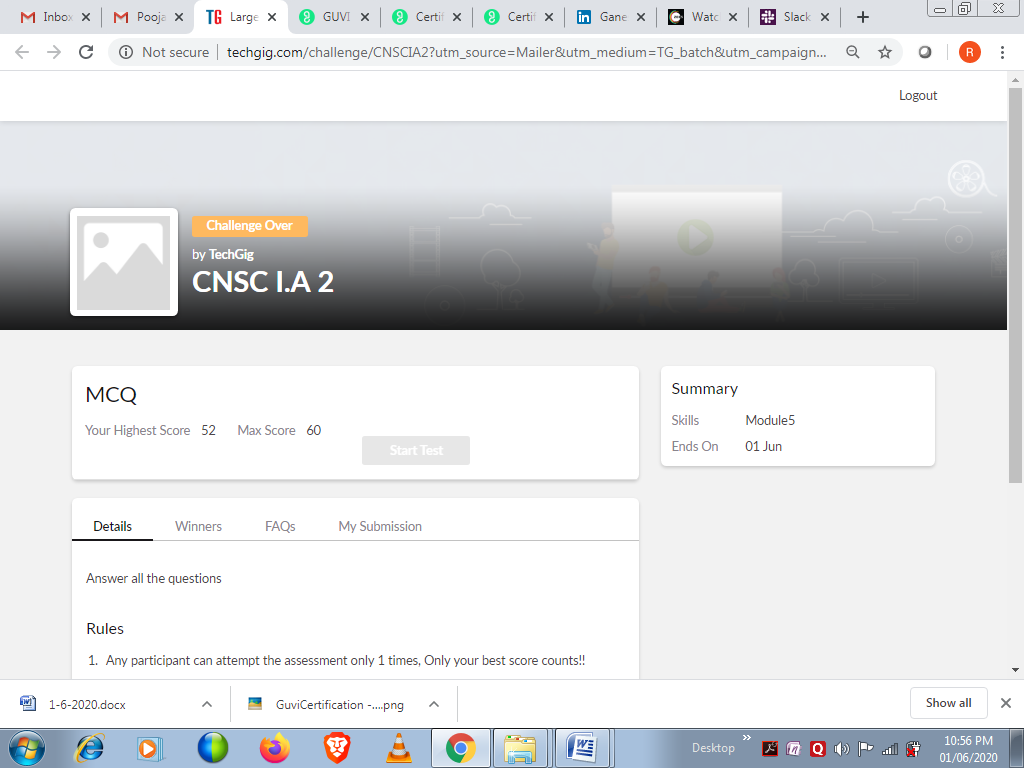 Inbox
Pooja
TG Large
GUVI
Certif
Certif
in Gane
Watc
Slack
Not secure techgig.com/challenge/CNSCIA2?utm_source=Mailer&utm_medium=TG_batch&utm_campaign...
R
Logout
Challenge Over
by TechGig
CNSC I.A 2
MCQ
Your Highest Score 52 Max Score 60
Start Test
Summary
Skills Module5
Ends On 01 Jun
Details Winners FAQs My Submission
Answer all the questions
Rules
1. Any participant can attempt the assessment only 1 times, Only your best score counts!!
1-6-2020.docx
GuviCertification -....png
Show all
Desktop
10:56 PM
01/06/2020